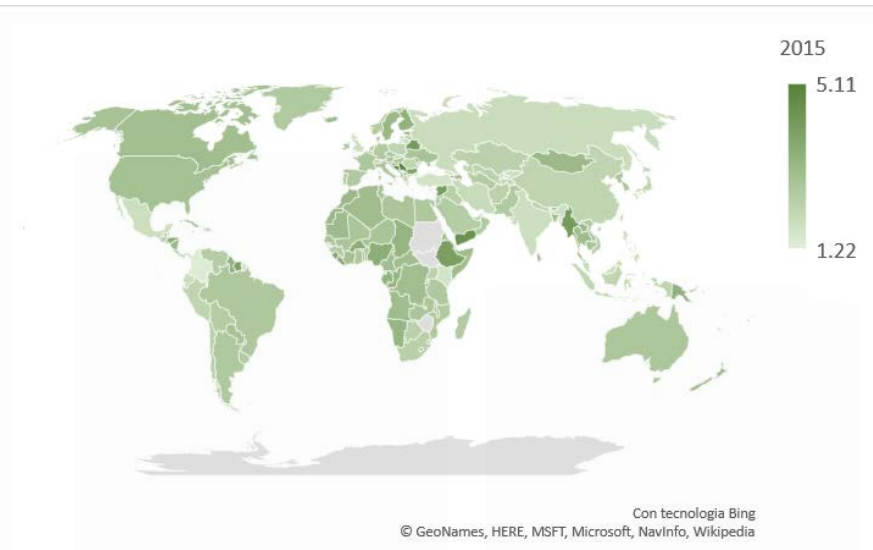 2015
5.11
1.22
Con tecnologia Bing
© GeoNames, HERE, MSFT, Microsoft, NavInfo, Wikipedia